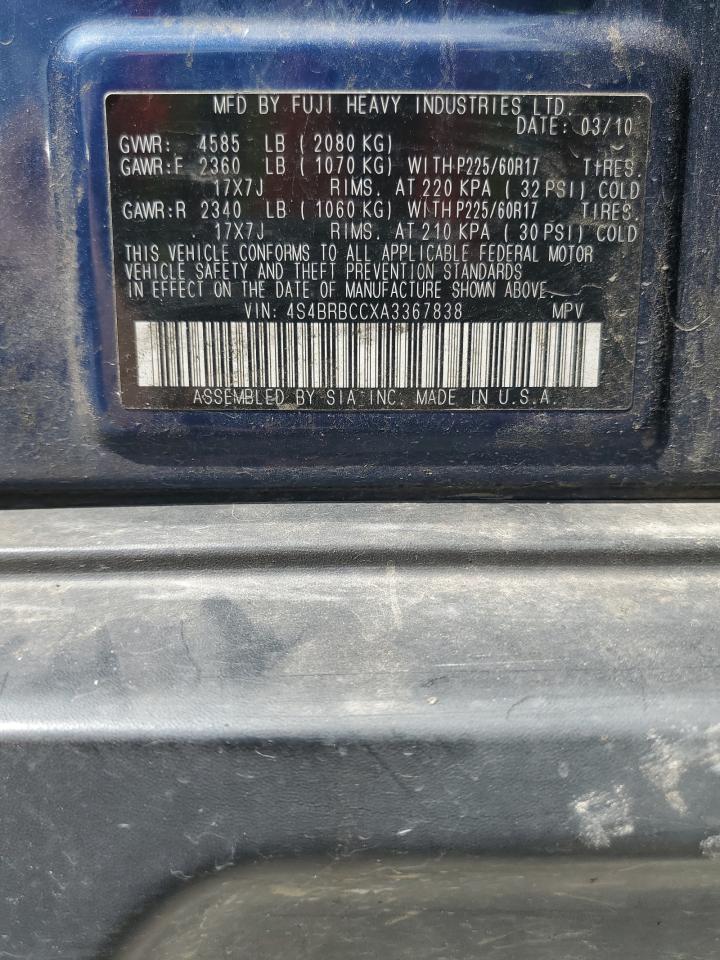 MFD BY FUJI HEAVY INDUSTRIES LTD.
DATE: 03/10
GVWR: 4585 LB ( 2080 KG)
GAWR:F 2360 LB ( 1070 KG) WITH P225/60R17 TIRES.
17X7J RIMS. AT 220 KPA ( 32 PSI) COLD
GAWR:R 2340 LB ( 1060 KG) WITH P225/60R17 TIRES.
17X7J RIMS. AT 210 KPA ( 30 PSI) COLD
THIS VEHICLE CONFORMS TO ALL APPLICABLE FEDERAL MOTOR
VEHICLE SAFETY AND THEFT PREVENTION STANDARDS
IN EFFECT ON THE DATE OF MANUFACTURE SHOWN ABOVE.
VIN: 4S4BRBCCXA3367838 MPV
ASSEMBLED BY SIA INC. MADE IN U.S.A.